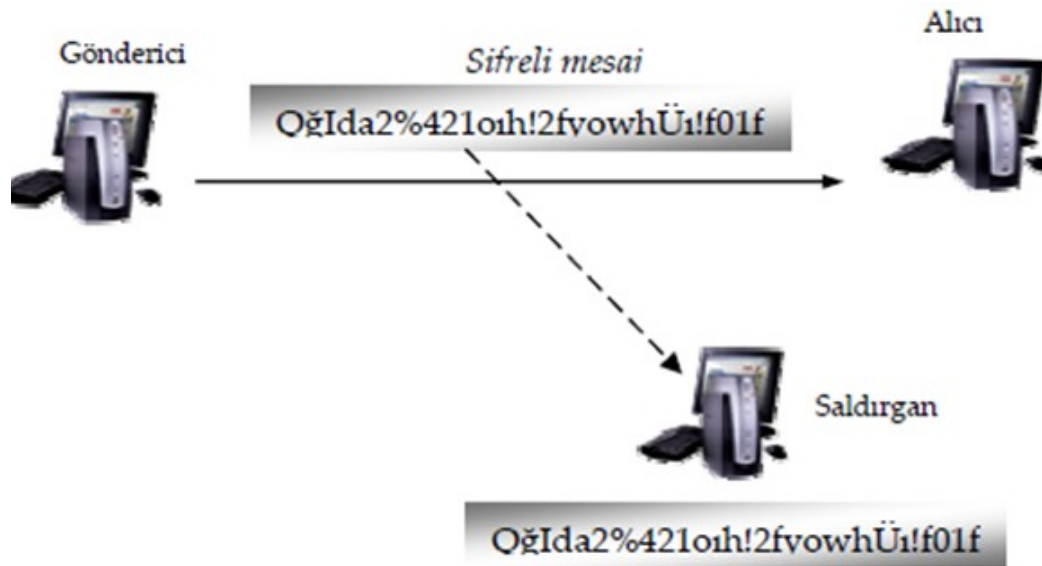 Gönderici
Alıcı
Sifreli mesai
QğIda2%421oıh!2fvowhÜı!f01f
Saldırgan
QğIda2%421oıh!2fvowhÜı!f01f